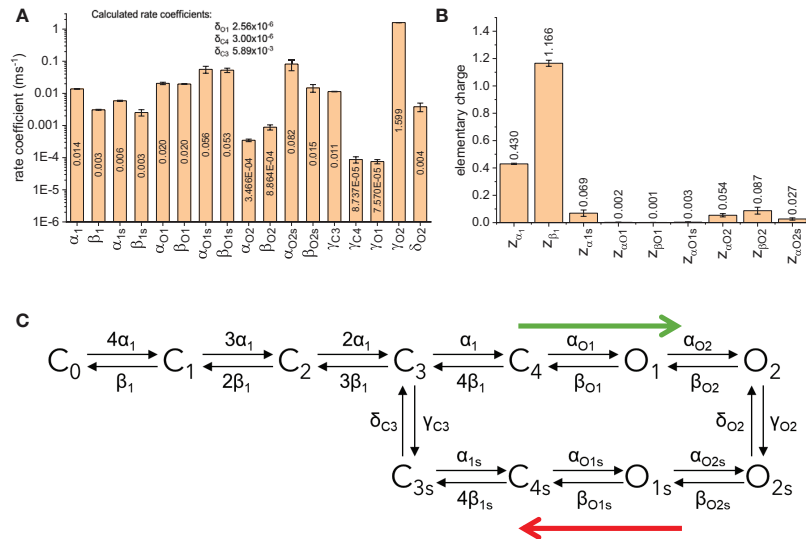 A
Calculated rate coefficients:
δO1 2.56x10-6
δC4 3.00x10-6
δC3 5.89x10-3
rate coefficient (ms-1)
1
0.1
0.01
0.001
1E-4
1E-5
1E-6
0.014
0.003
0.006
0.003
0.020
0.020
0.056
0.053
3.466E-04
8.864E-04
0.082
0.015
0.011
8.737E-05
7.570E-05
1.599
0.004
α1 β1 α1s β1s αO1 βO1 αO1s βO1s αO2 βO2 αO2s βO2s γC3 γC4 γO1 γO2 δO2
B
elementary charge
1.4
1.2
1.0
0.8
0.6
0.4
0.2
0.0
0.430
1.166
0.069
0.002
0.001
0.003
0.054
0.087
0.027
zα1 zβ1 zα1s zαO1 zβO1 zαO1s zαO2 zβO2 zαO2s
C
4α1 3α1 2α1 α1 αO1 αO2
C0 C1 C2 C3 C4 O1 O2
β1 2β1 3β1 4β1 βO1 βO2
δC3 γC3 δO2 γO2
α1s αO1s αO2s
C3s C4s O1s O2s
4β1s βO1s βO2s